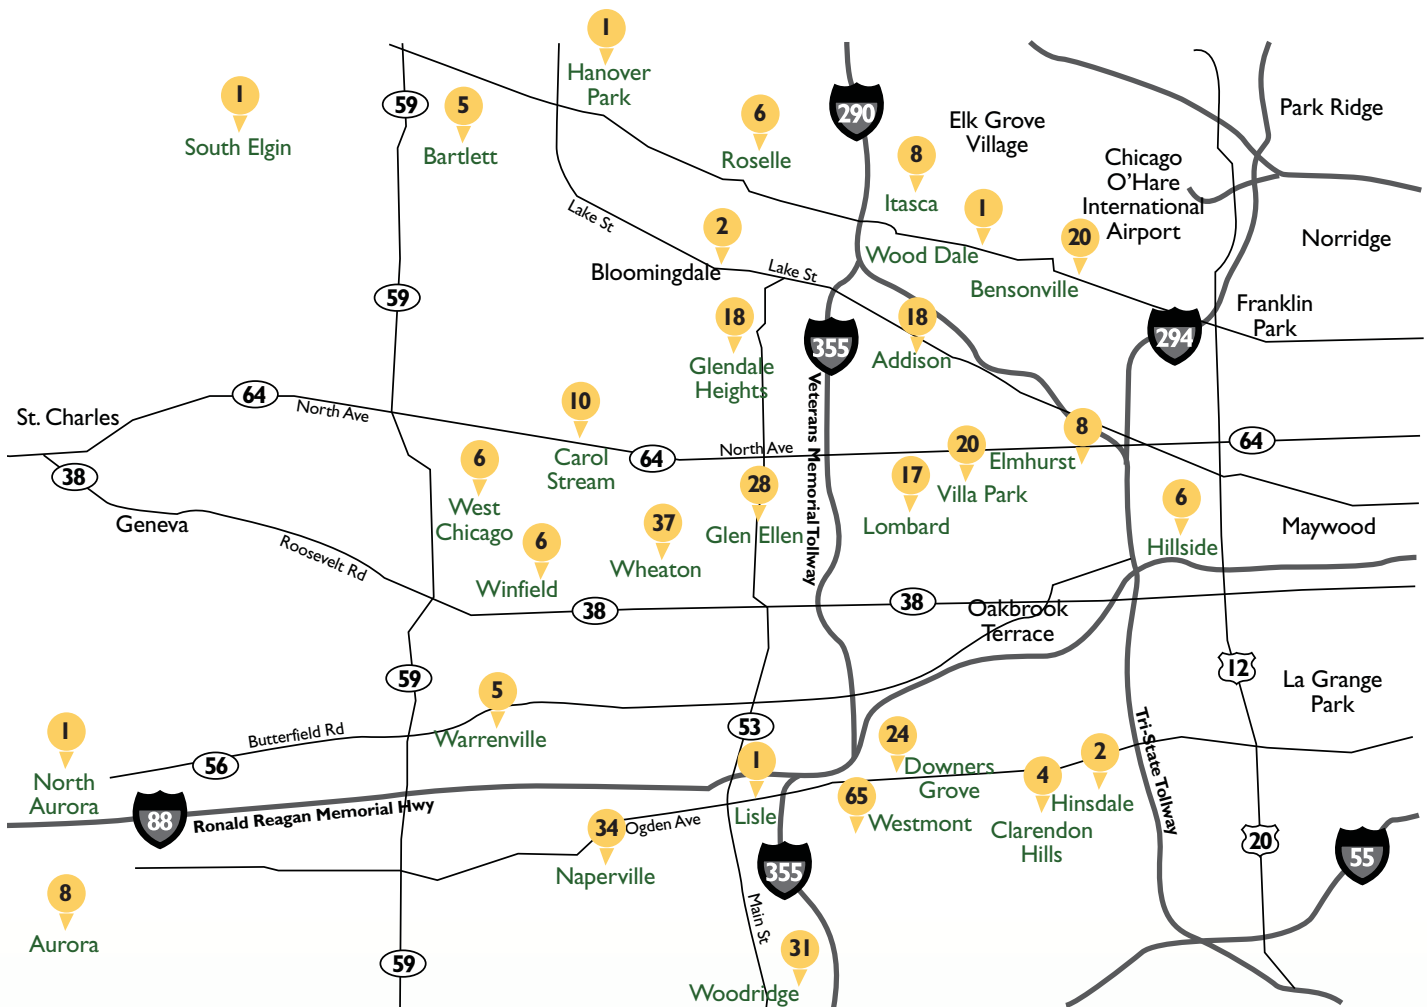 1
Hanover
Park
1
South Elgin
59
5
Bartlett
6
Roselle
290
Elk Grove
Village
Park Ridge
8
Itasca
Chicago
O'Hare
International
Airport
1
Wood Dale
20
Bensonville
Norridge
Lake St
2
Bloomingdale
Lake St
59
18
Glendale
Heights
355
Veterans Memorial Tollway
18
Addison
294
Franklin
Park
St. Charles
64
North Ave
10
Carol
Stream
64
North Ave
20
Villa Park
8
Elmhurst
64
38
Geneva
6
West
Chicago
6
Winfield
37
Wheaton
28
Glen Ellen
17
Lombard
6
Hillside
Maywood
Roosevelt Rd
38
38
Oakbrook
Terrace
59
5
Warrenville
12
La Grange
Park
1
North
Aurora
Butterfield Rd
56
53
1
Lisle
24
Downers
Grove
4
Clarendon
Hills
2
Hinsdale
Tri-State Tollway
88
Ronald Reagan Memorial Hwy
34
Naperville
Ogden Ave
65
Westmont
20
55
355
8
Aurora
59
Main St
31
Woodridge